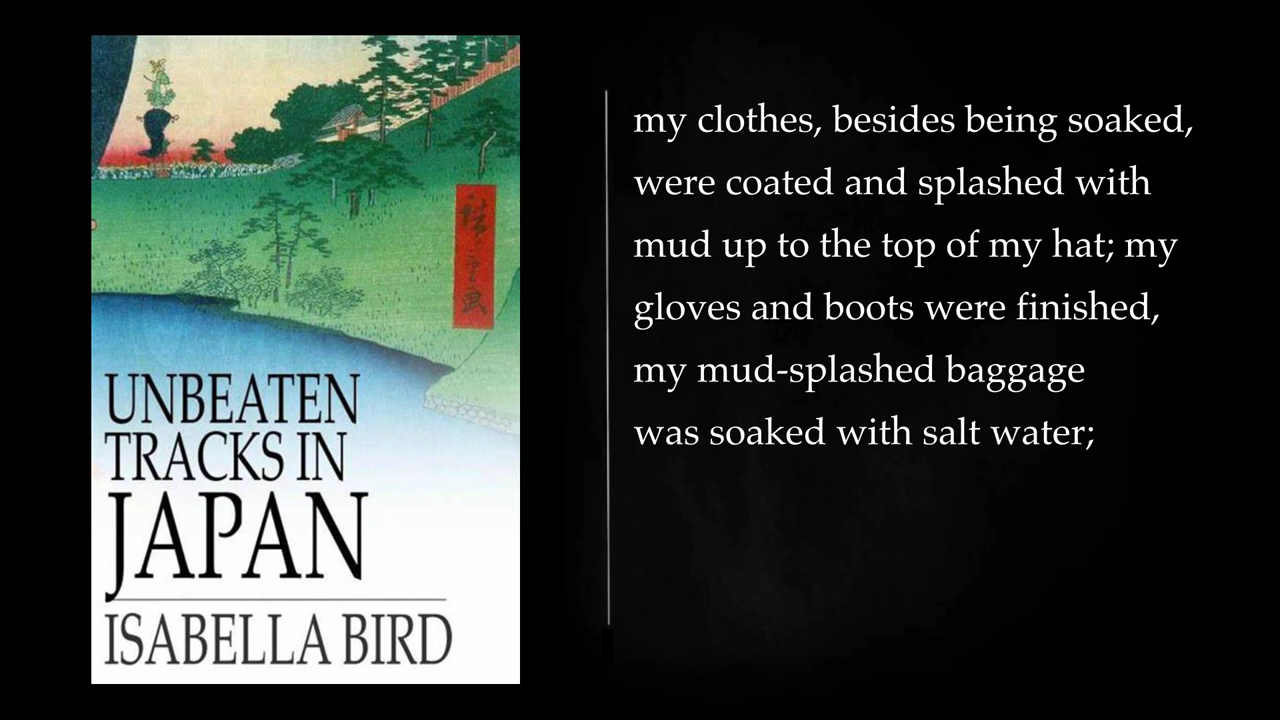 UNBEATEN
TRACKS IN
JAPAN
ISABELLA BIRD
my clothes, besides being soaked,
were coated and splashed with
mud up to the top of my hat; my
gloves and boots were finished,
my mud-splashed baggage
was soaked with salt water;